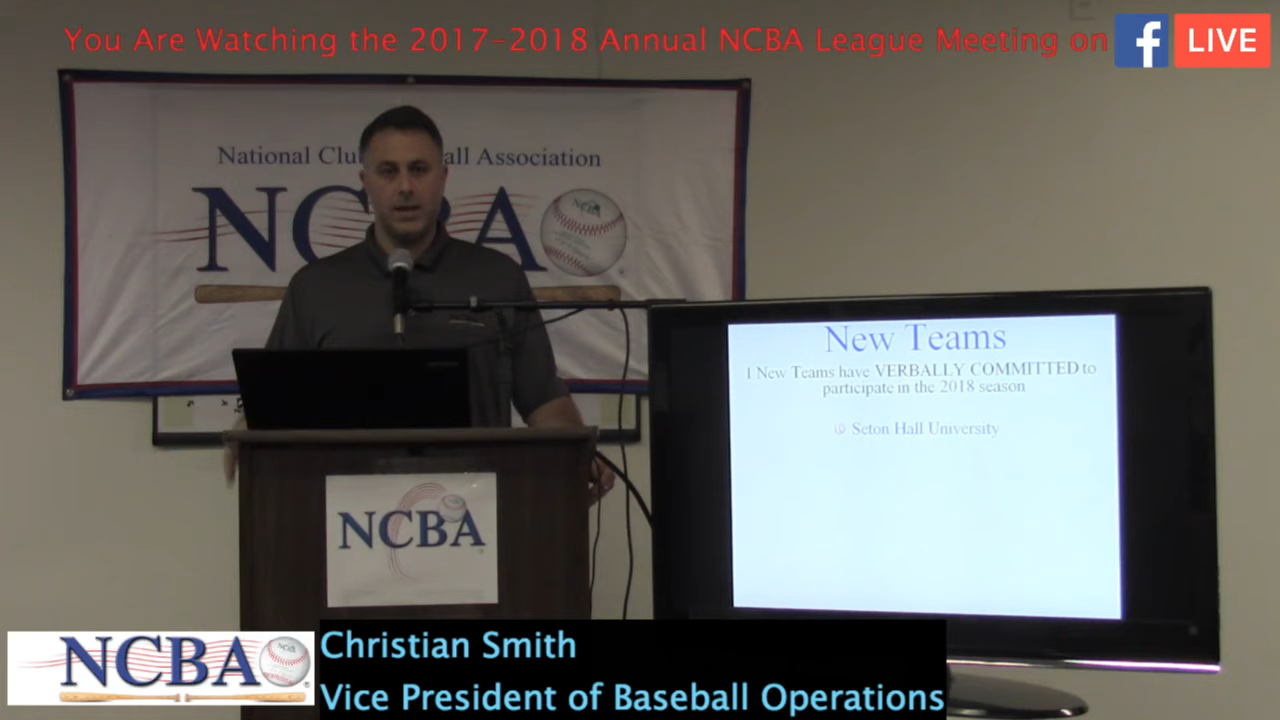 You Are Watching the 2017-2018 Annual NCBA League Meeting on f LIVE
National Clu all Association
NCBA
New Teams
1 New Teams have VERBALLY COMMITTED to
participate in the 2018 season
Seton Hall University
NCBA
NCBA
Christian Smith
Vice President of Baseball Operations